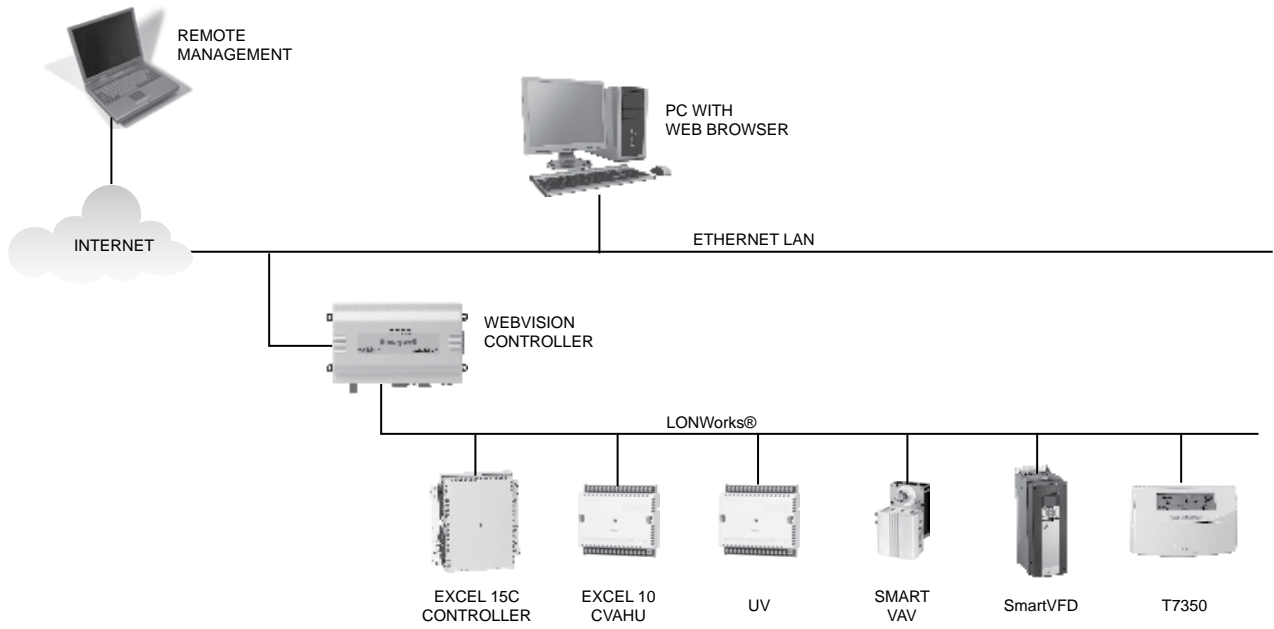 REMOTE
MANAGEMENT
PC WITH
WEB BROWSER
INTERNET
ETHERNET LAN
WEBVISION
CONTROLLER
LONWorks®
EXCEL 15C
CONTROLLER
EXCEL 10
CVAHU
UV
SMART
VAV
SmartVFD
T7350